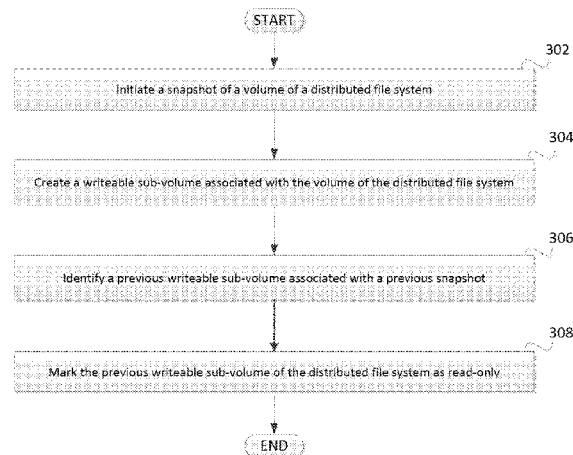 START
302
Initiate a snapshot of a volume of a distributed file system
304
Create a writeable sub-volume associated with the volume of the distributed file system
306
Identify a previous writeable sub-volume associated with a previous snapshot
308
Mark the previous writeable sub-volume of the distributed file system as read-only
END